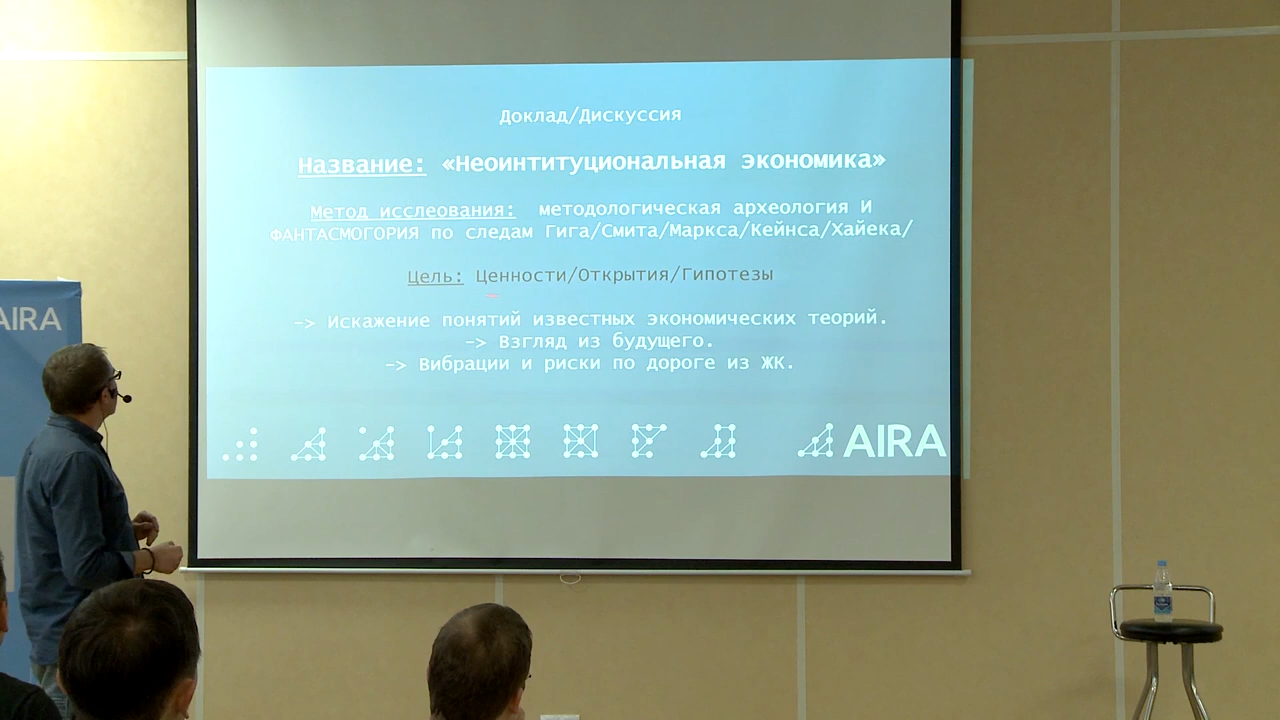 Доклад/Дискуссия
Название: «Неоинтитуциональная экономика»
Метод исслеования: методологическая археология И
ФАНТАСМОГОРИЯ по следам Гига/Смита/Маркса/Кейнса/Хайека/
Цель: Ценности/Открытия/Гипотезы
-> Искажение понятий известных экономических теорий.
-> Взгляд из будущего.
-> Вибрации и риски по дороге из ЖК.
AIRA
AIRA